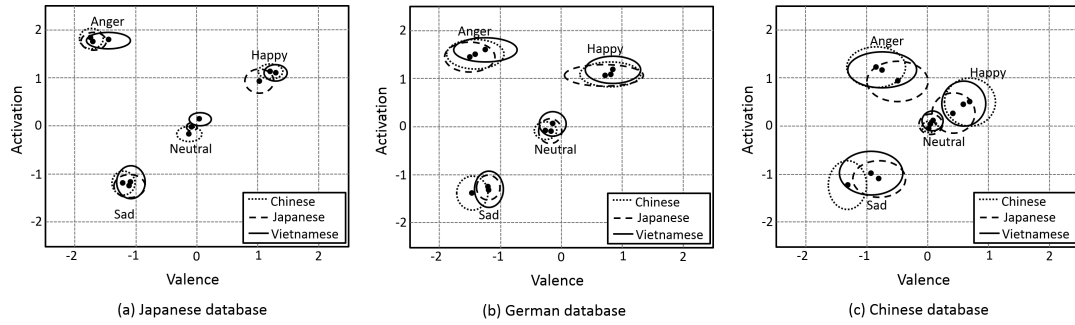 2
1
0
-1
-2
Activation
Anger
Happy
Neutral
Sad
Chinese
Japanese
Vietnamese
-2
-1
0
1
2
Valence
(a) Japanese database
2
1
0
-1
-2
Activation
Anger
Happy
Neutral
Sad
Chinese
Japanese
Vietnamese
-2
-1
0
1
2
Valence
(b) German database
2
1
0
-1
-2
Activation
Anger
Happy
Neutral
Sad
Chinese
Japanese
Vietnamese
-2
-1
0
1
2
Valence
(c) Chinese database